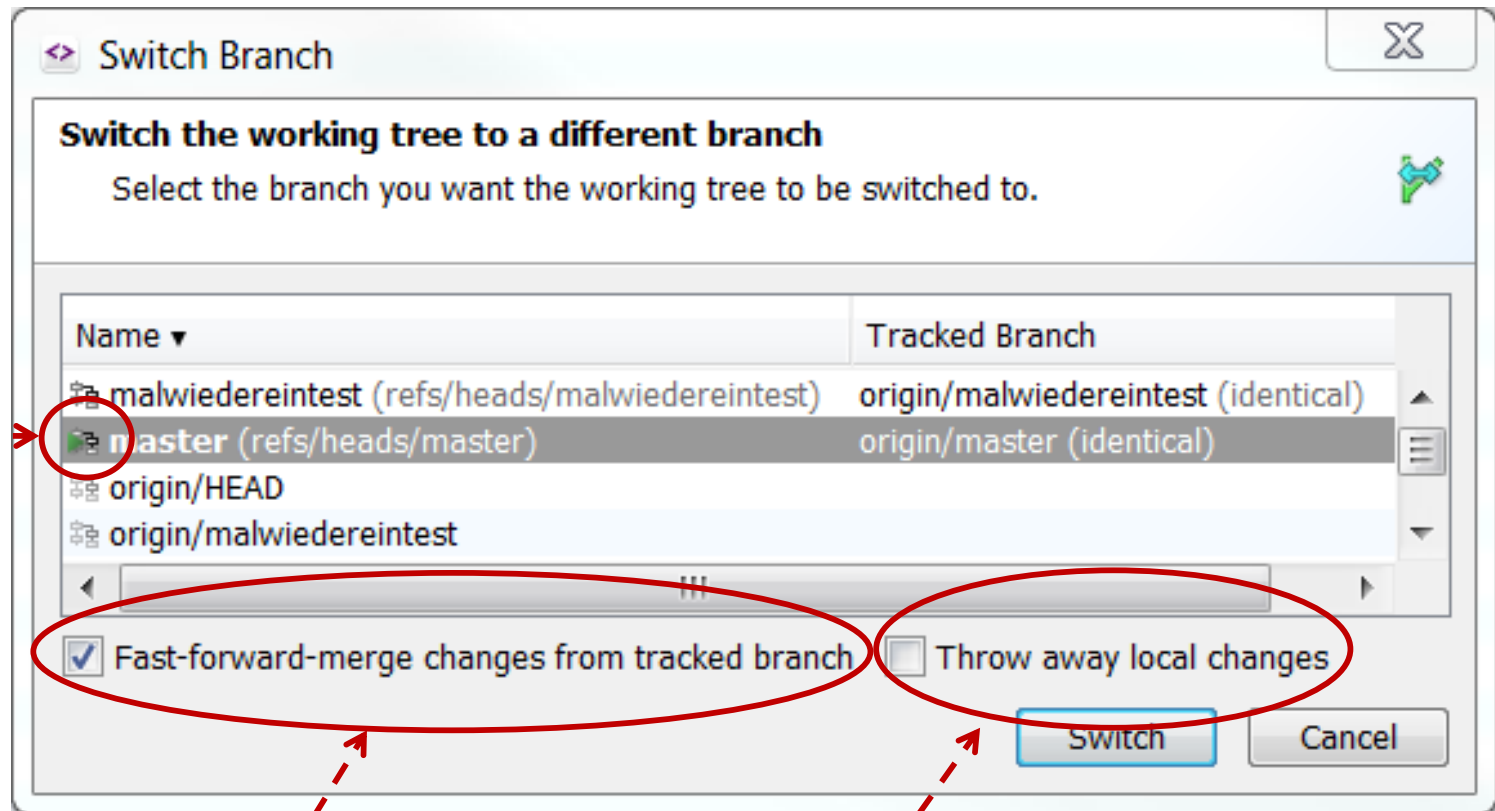 Switch Branch
Switch the working tree to a different branch
Select the branch you want the working tree to be switched to.
Name ▾ Tracked Branch
malwiedereintest (refs/heads/malwiedereintest) origin/malwiedereintest (identical)
master (refs/heads/master) origin/master (identical)
origin/HEAD
origin/malwiedereintest
Fast-forward-merge changes from tracked branch Throw away local changes
Switch Cancel